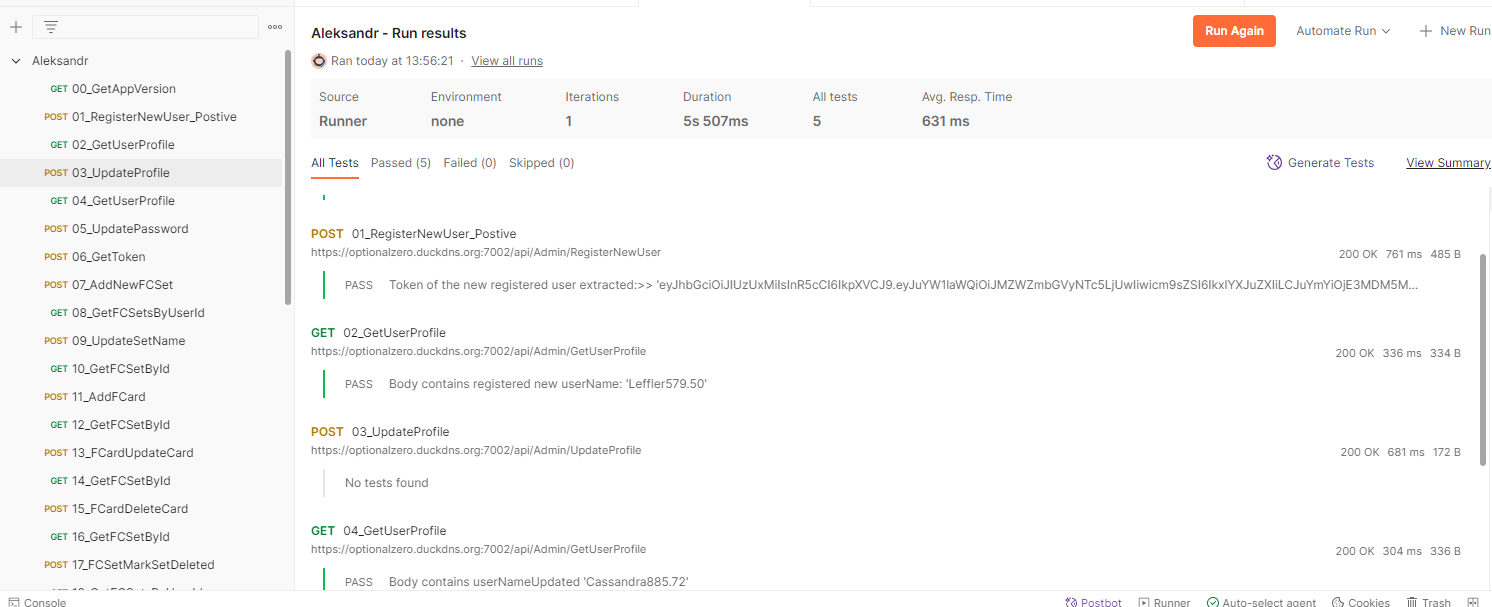 Aleksandr
GET 00_GetAppVersion
POST 01_RegisterNewUser_Postive
GET 02_GetUserProfile
POST 03_UpdateProfile
GET 04_GetUserProfile
POST 05_UpdatePassword
POST 06_GetToken
POST 07_AddNewFCSet
GET 08_GetFCSetsByUserId
POST 09_UpdateSetName
GET 10_GetFCSetById
POST 11_AddFCard
GET 12_GetFCSetById
POST 13_FCardUpdateCard
GET 14_GetFCSetById
POST 15_FCardDeleteCard
GET 16_GetFCSetById
POST 17_FCSetMarkSetDeleted
Aleksandr - Run results
Run Again Automate Run New Run
Ran today at 13:56:21 · View all runs
Source Environment Iterations Duration All tests Avg. Resp. Time
Runner none 1 5s 507ms 5 631 ms
All Tests Passed (5) Failed (0) Skipped (0) Generate Tests View Summary
POST 01_RegisterNewUser_Postive
https://optionalzero.duckdns.org:7002/api/Admin/RegisterNewUser
200 OK 761 ms 485 B
PASS Token of the new registered user extracted:>>
GET 02_GetUserProfile
https://optionalzero.duckdns.org:7002/api/Admin/GetUserProfile
200 OK 336 ms 334 B
PASS Body contains registered new userName: 'Leffler579.50'
POST 03_UpdateProfile
https://optionalzero.duckdns.org:7002/api/Admin/UpdateProfile
200 OK 681 ms 172 B
No tests found
GET 04_GetUserProfile
https://optionalzero.duckdns.org:7002/api/Admin/GetUserProfile
200 OK 304 ms 336 B
PASS Body contains userNameUpdated 'Cassandra885.72'
Console Postbot Runner Auto-select agent Cookies Trash